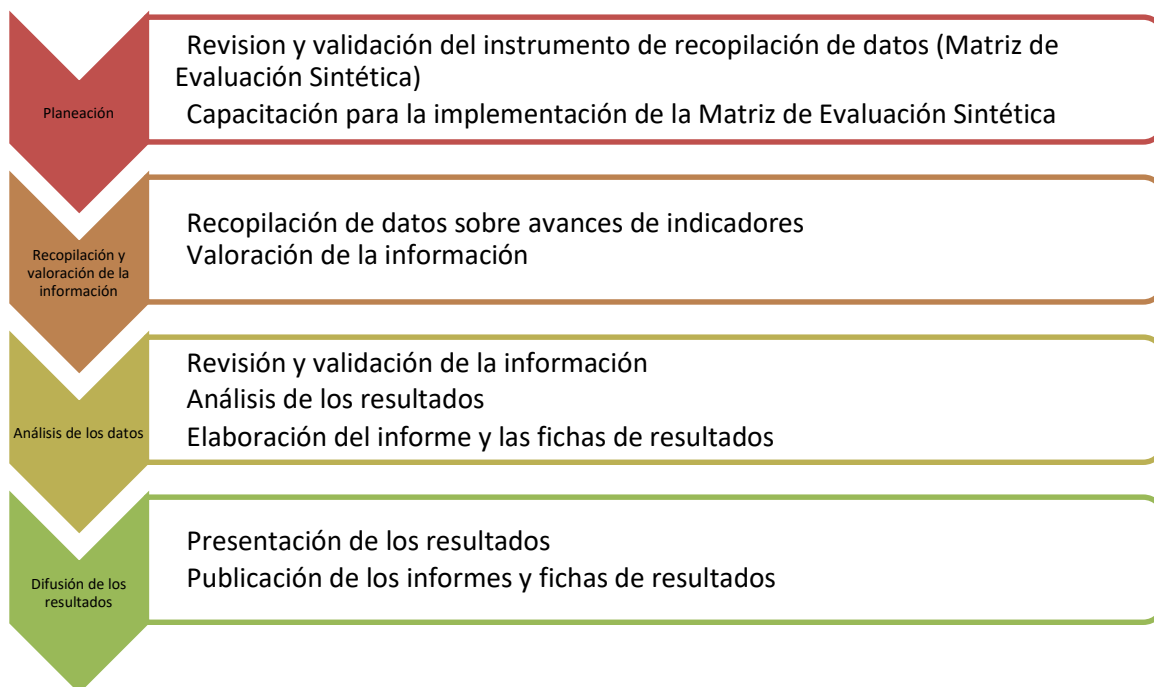 Planeación
Revision y validación del instrumento de recopilación de datos (Matriz de
Evaluación Sintética)
Capacitación para la implementación de la Matriz de Evaluación Sintética
Recopilación y
valoración de la
información
Recopilación de datos sobre avances de indicadores
Valoración de la información
Análisis de los datos
Revisión y validación de la información
Análisis de los resultados
Elaboración del informe y las fichas de resultados
Difusión de los
resultados
Presentación de los resultados
Publicación de los informes y fichas de resultados